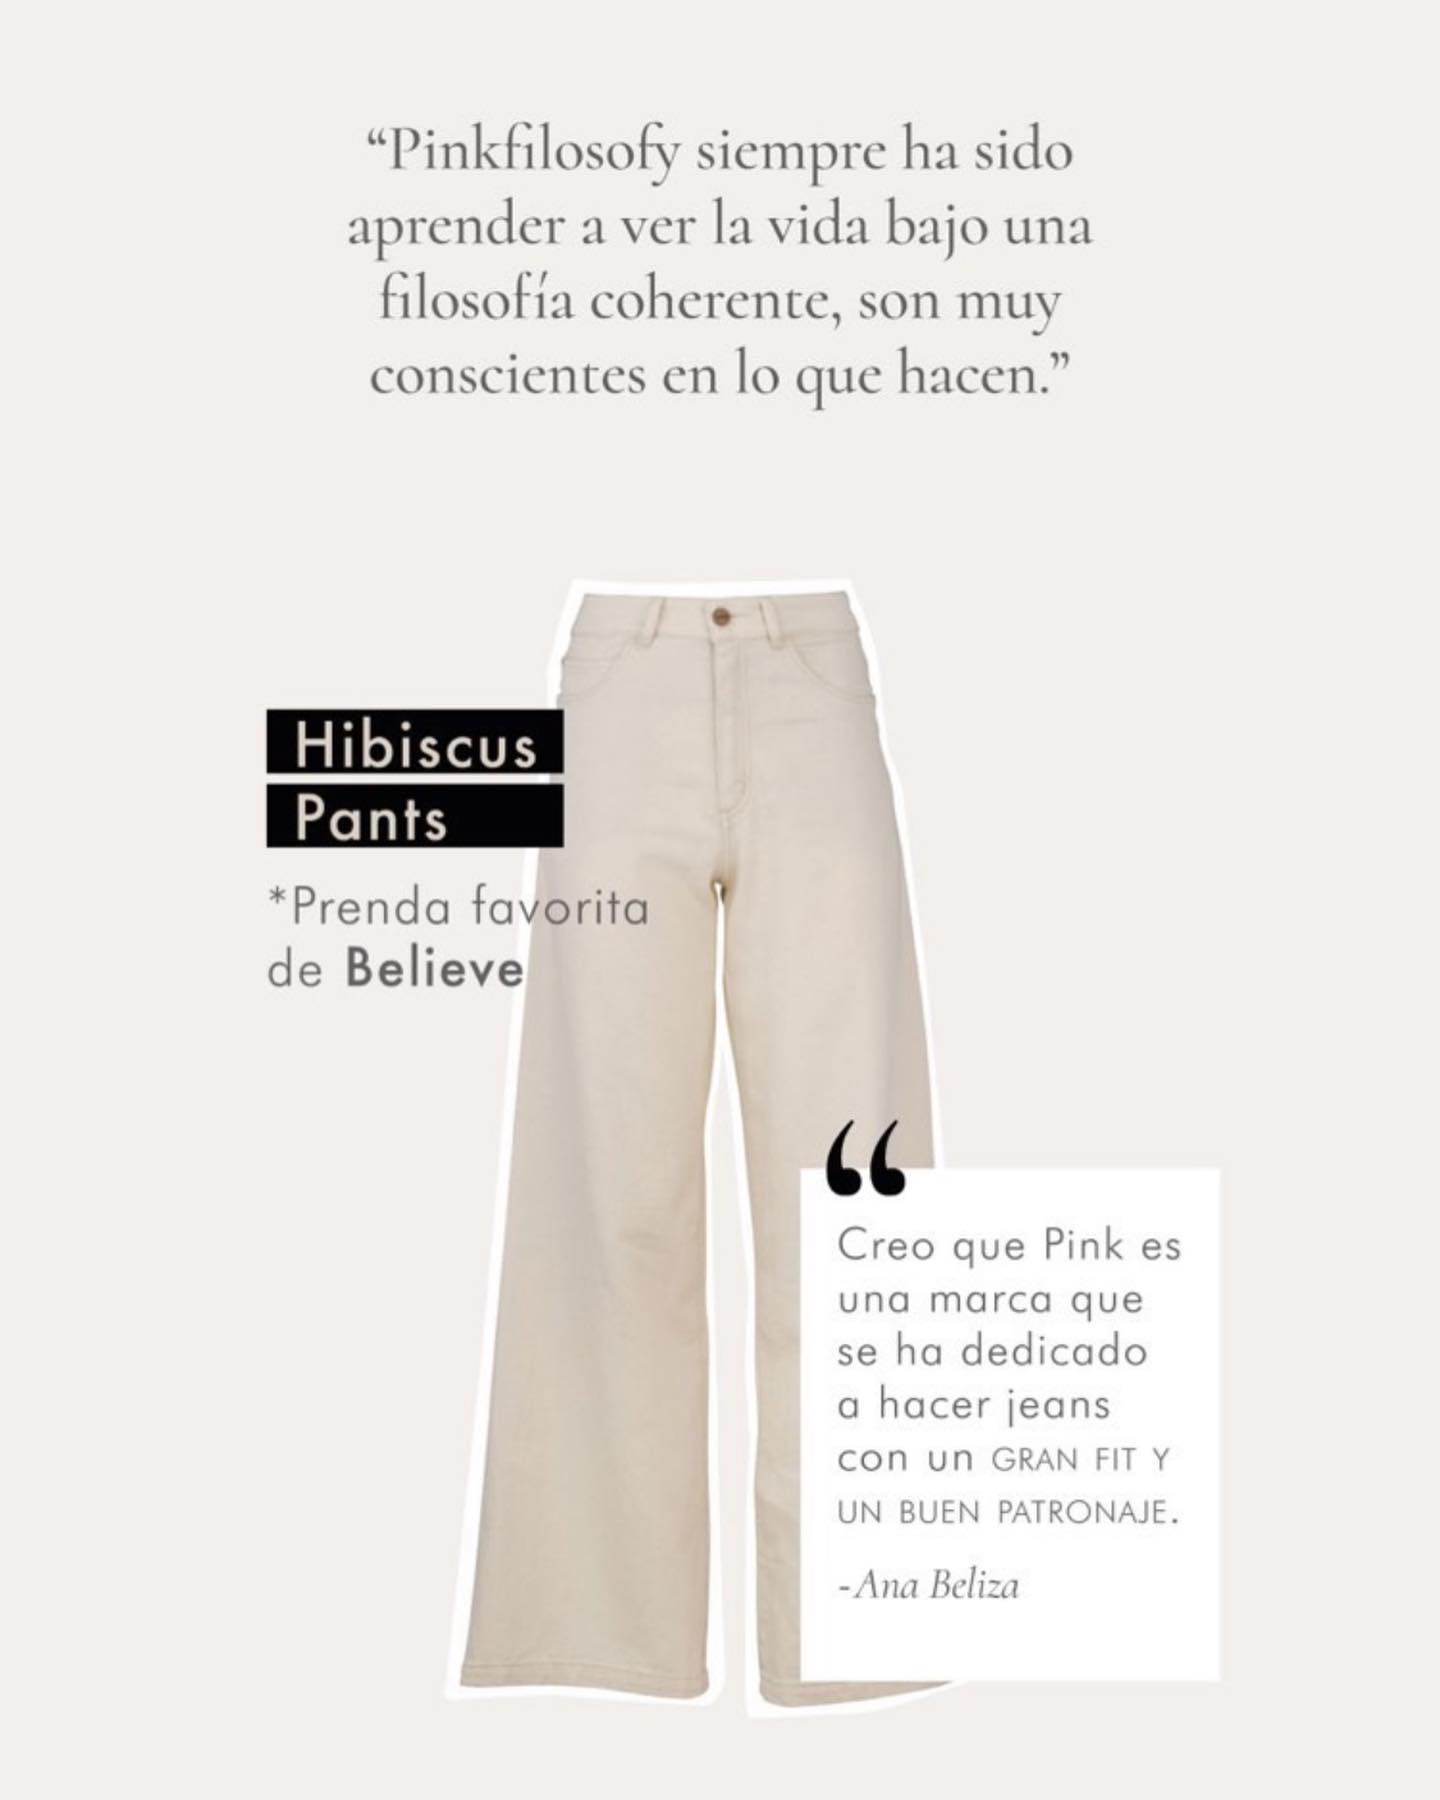 “Pinkfilosofy siempre ha sido
aprender a ver la vida bajo una
filosofía coherente, son muy
conscientes en lo que hacen.”
Hibiscus
Pants
*Prenda favorita
de Believe
“
Creo que Pink es
una marca que
se ha dedicado
a hacer jeans
con un GRAN FIT Y
UN BUEN PATRONAJE.
-Ana Beliza